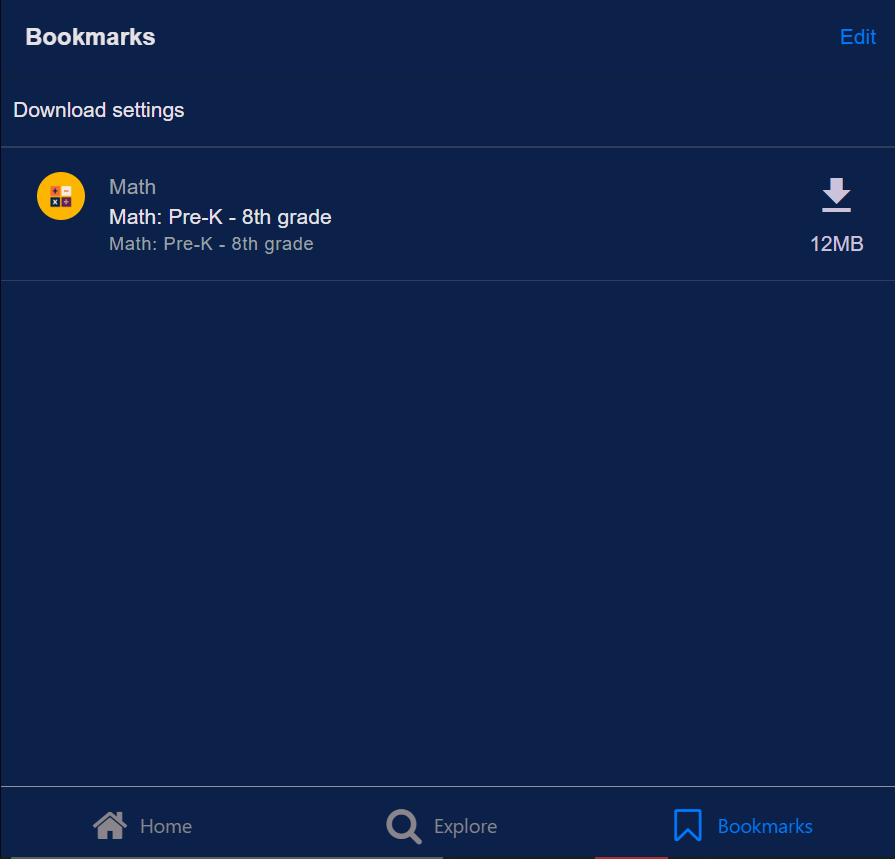 Bookmarks
Edit
Download settings
Math
Math: Pre-K - 8th grade
Math: Pre-K - 8th grade
12MB
Home
Explore
Bookmarks